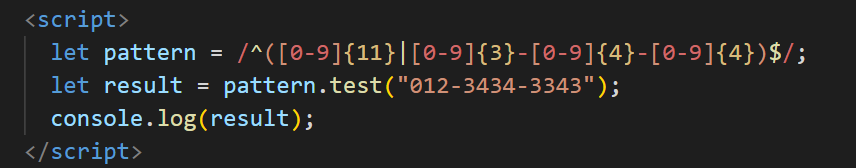 <script>
let pattern = /^([0-9]{11}|[0-9]{3}-[0-9]{4}-[0-9]{4})$/;
let result = pattern.test("012-3434-3343");
console.log(result);
</script>